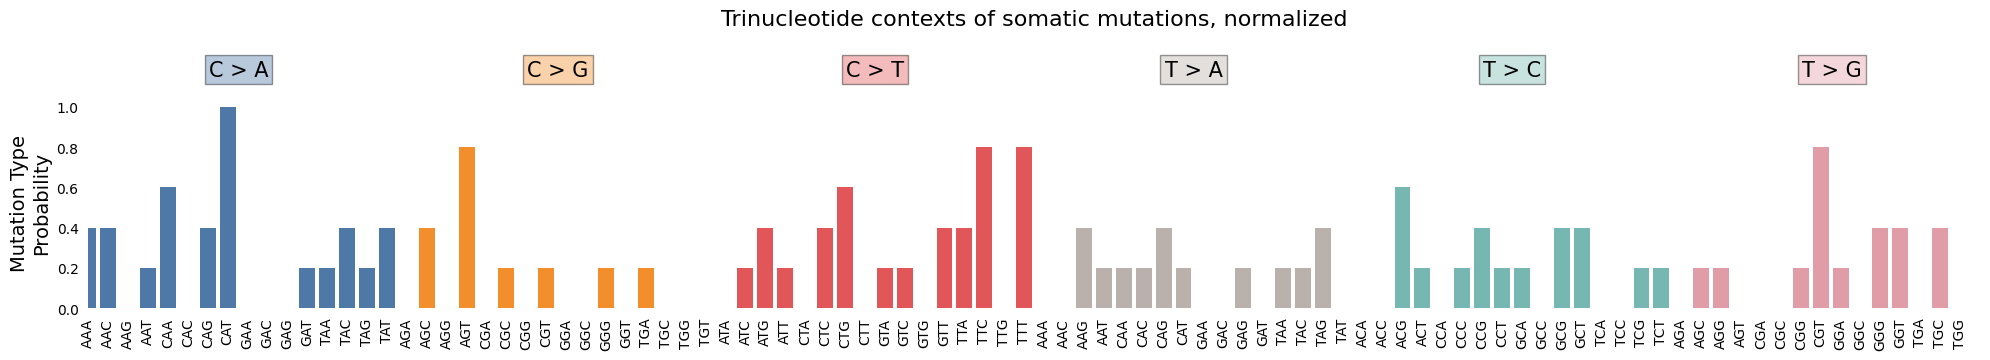 Trinucleotide contexts of somatic mutations, normalized
C > A C > G C > T T > A T > C T > G
Mutation Type
Probability
1.0
0.8
0.6
0.4
0.2
0.0
AAA AAC AAG AAT CAA CAC CAG CAT GAA GAC GAG GAT TAA TAC TAG TAT AGA AGC AGG AGT CGA CGC CGG CGT GGA GGC GGG GGT TGA TGC TGG TGT ATA ATC ATG ATT CTA CTC CTG CTT GTA GTC GTG GTT TTA TTC TTG TTT AAA AAC AAG AAT CAA CAC CAG CAT GAA GAC GAG GAT TAA TAC TAG TAT ACA ACC ACG ACT CCA CCC CCG CCT GCA GCC GCG GCT TCA TCC TCG TCT AGA AGC AGG AGT CGA CGC CGG CGT GGA GGC GGG GGT TGA TGC TGG